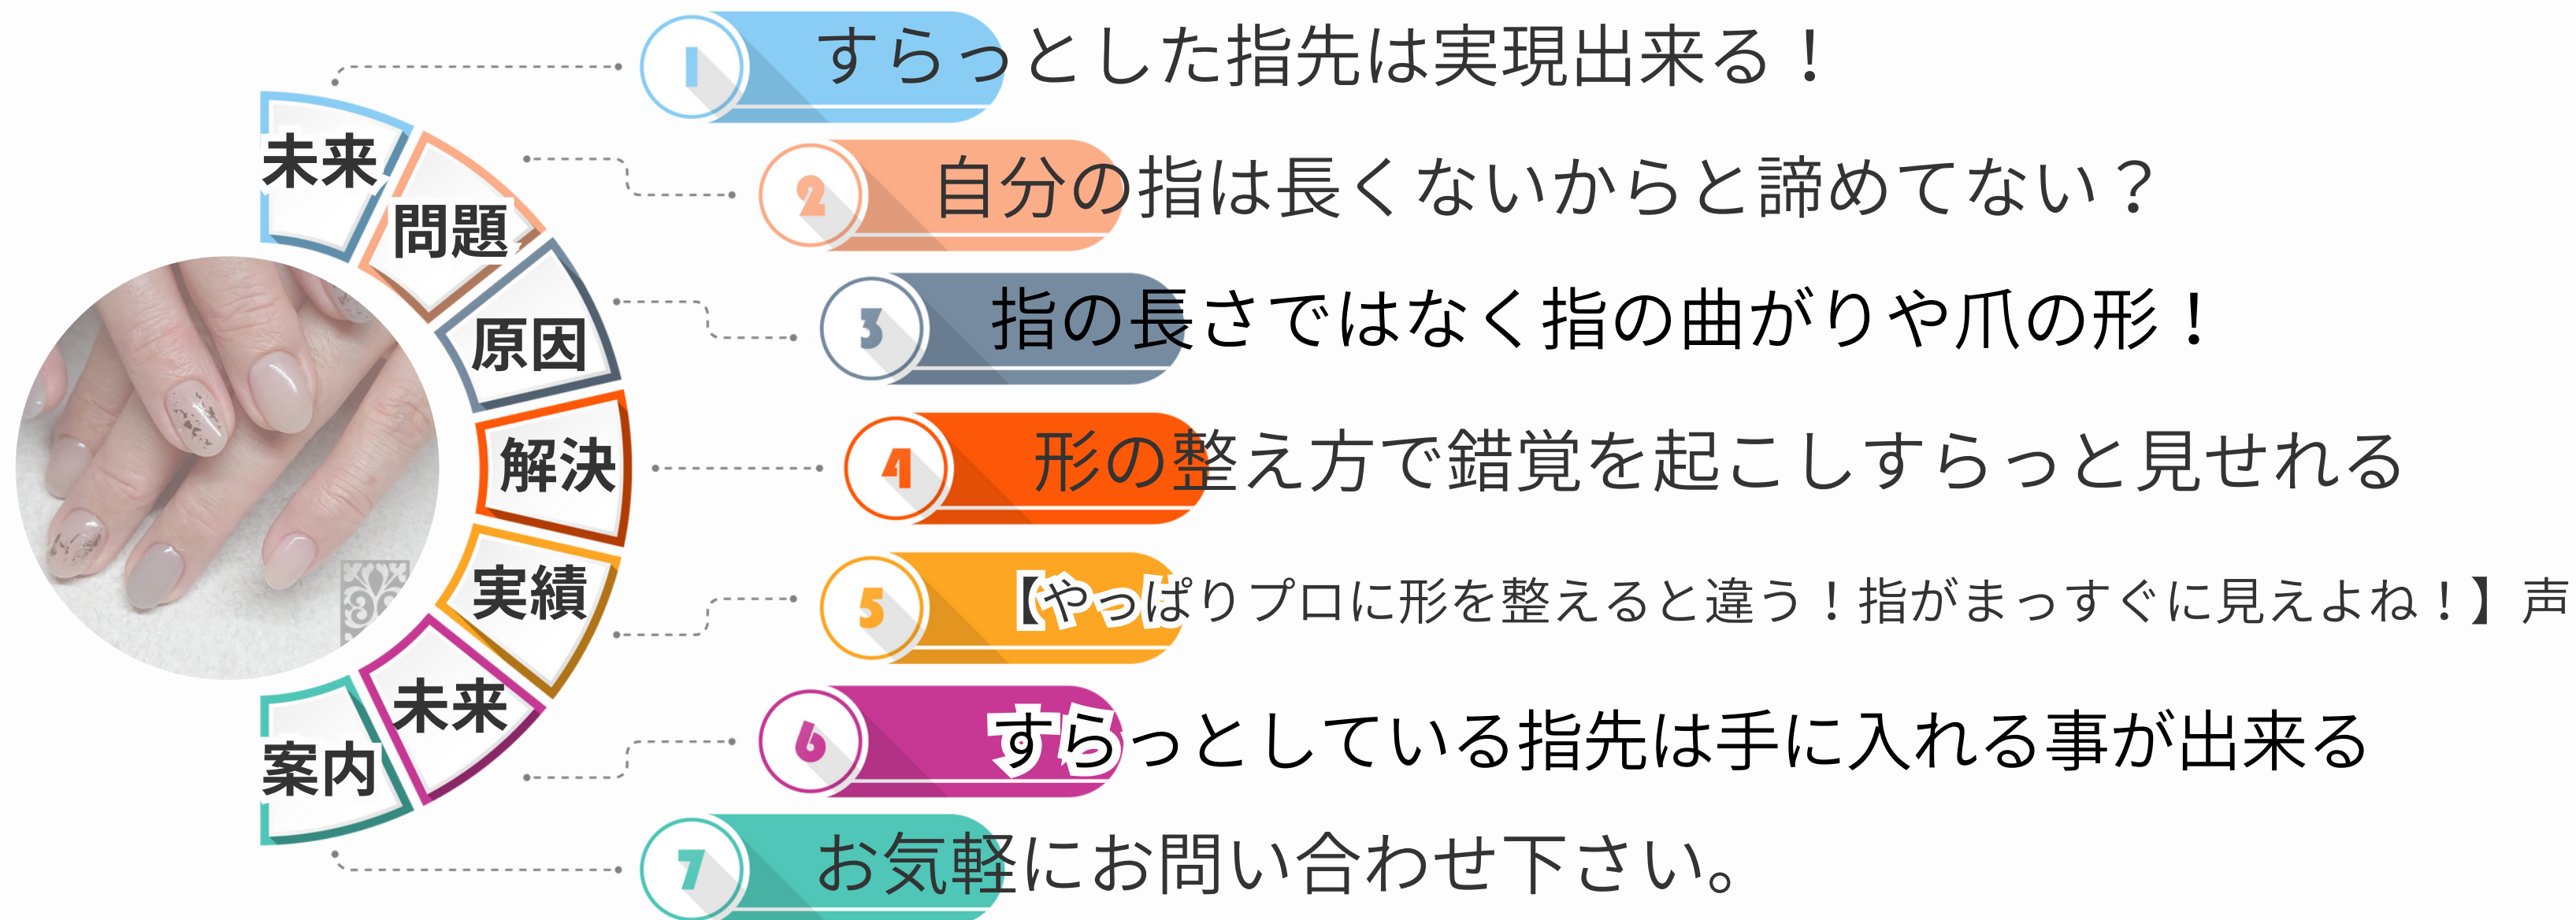 未来
1 すらっとした指先は実現出来る！
問題
2 自分の指は長くないからと諦めてない？
原因
3 指の長さではなく指の曲がりや爪の形！
解決
4 形の整え方で錯覚を起こしすらっと見せれる
実績
5 【やっぱりプロに形を整えると違う！指がまっすぐに見えよね！】声
未来
6 すらっとしている指先は手に入れる事が出来る
案内
7 お気軽にお問い合わせ下さい。